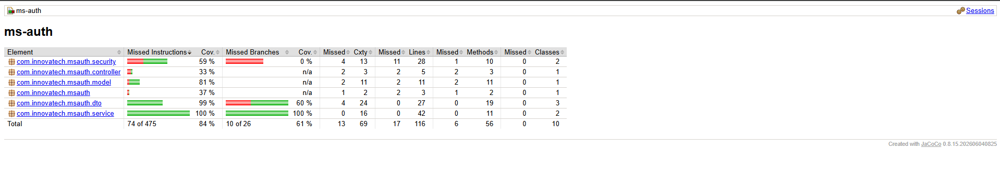 ms-auth Sessions
ms-auth
Element Missed Instructions Cov. Missed Branches Cov. Missed Cxty Missed Lines Missed Methods Missed Classes
com.innovatech.msauth.security 59 % 0 % 4 13 11 28 1 10 0 2
com.innovatech.msauth.controller 33 % n/a 2 3 2 5 2 3 0 1
com.innovatech.msauth.model 81 % n/a 2 11 2 11 2 11 0 1
com.innovatech.msauth 37 % n/a 1 2 2 3 1 2 0 1
com.innovatech.msauth.dto 99 % 60 % 4 24 0 27 0 19 0 3
com.innovatech.msauth.service 100 % 100 % 0 16 0 42 0 11 0 2
Total 74 of 475 84 % 10 of 26 61 % 13 69 17 116 6 56 0 10
Created with JaCoCo 0.8.15.202606040825